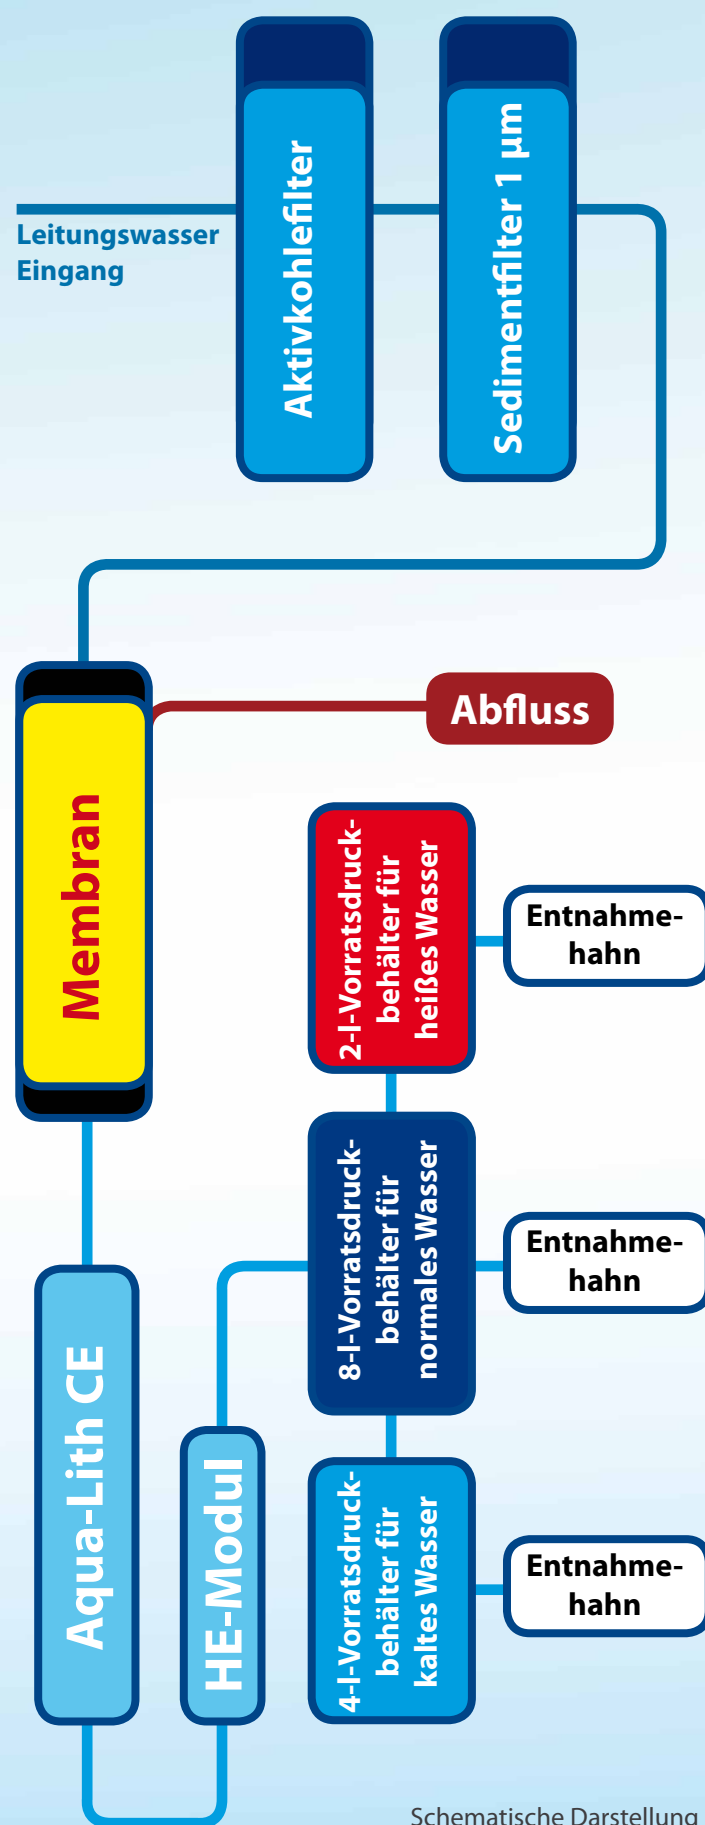 Leitungswasser
Eingang
Aktivkohlefilter
Sedimentfilter 1 µm
Abfluss
Membran
2-l-Vorratsdruck-
behälter für
heißes Wasser
Entnahme-
hahn
8-l-Vorratsdruck-
behälter für
normales Wasser
Entnahme-
hahn
Aqua-Lith CE
HE-Modul
4-l-Vorratsdruck-
behälter für
kaltes Wasser
Entnahme-
hahn
Schematische Darstellung